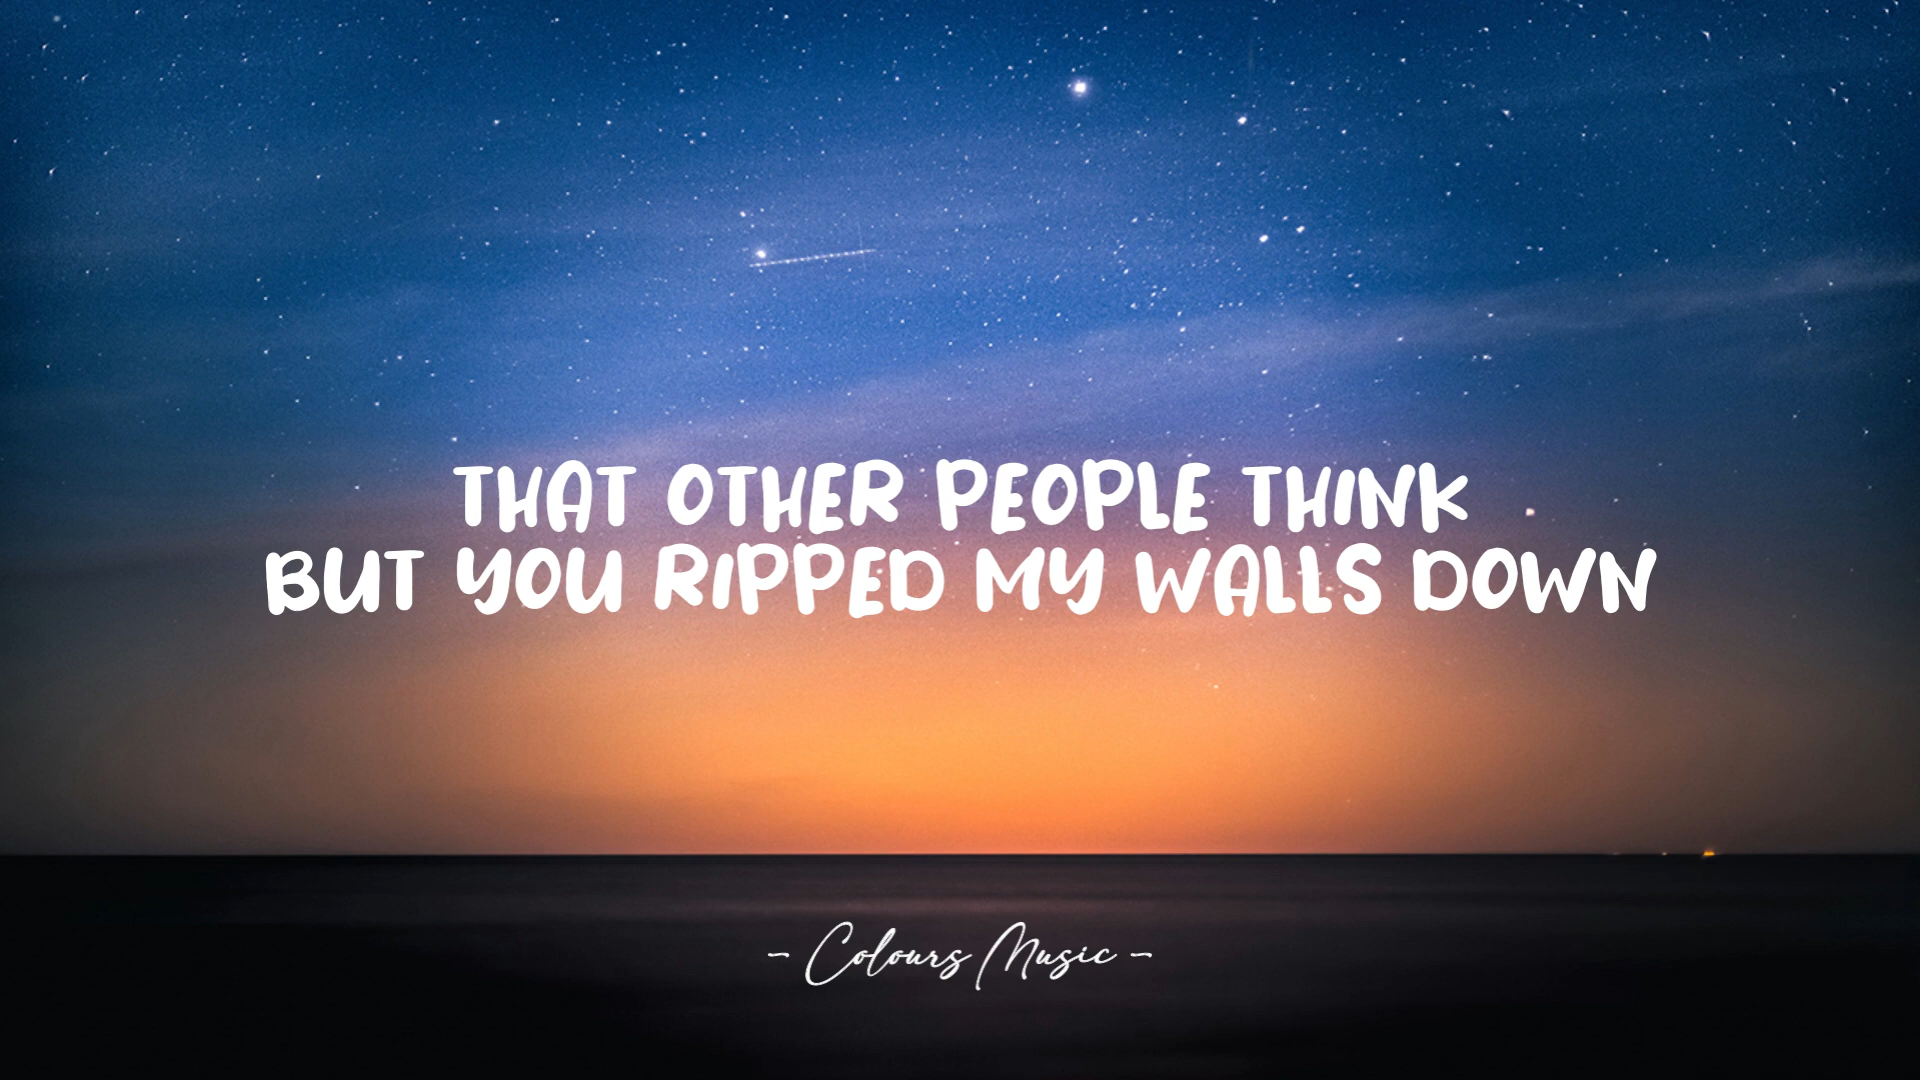 THAT OTHER PEOPLE THINK
BUT YOU RIPPED MY WALLS DOWN
- Colours Music -